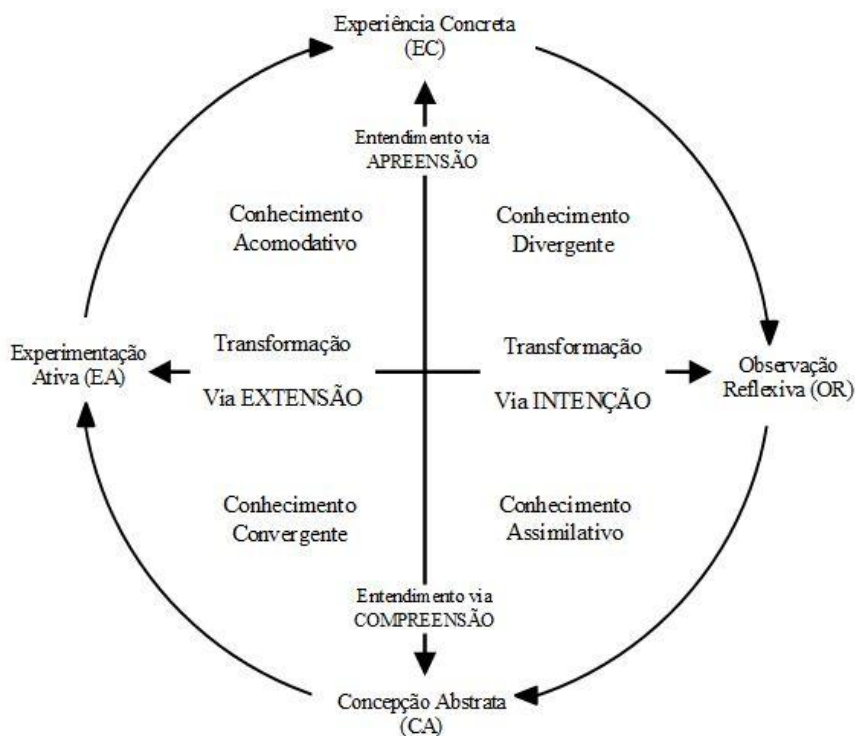 Experiência Concreta
(EC)
Entendimento via
APREENSÃO
Conhecimento
Acomodativo
Conhecimento
Divergente
Experimentação
Ativa (EA)
Transformação
Via EXTENSÃO
Transformação
Via INTENÇÃO
Observação
Reflexiva (OR)
Conhecimento
Convergente
Conhecimento
Assimilativo
Entendimento via
COMPREENSÃO
Concepção Abstrata
(CA)